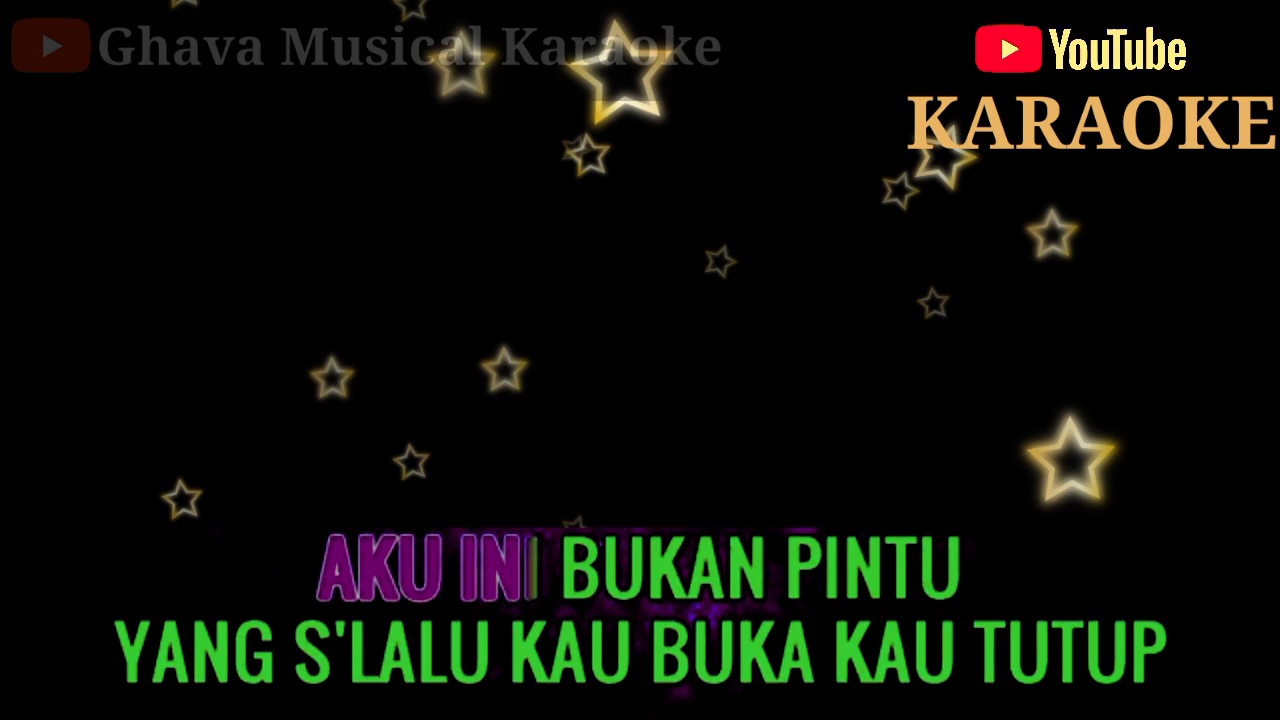 Ghava Musical Karaoke
YouTube
KARAOKE
AKU INI BUKAN PINTU
YANG S'LALU KAU BUKA KAU TUTUP